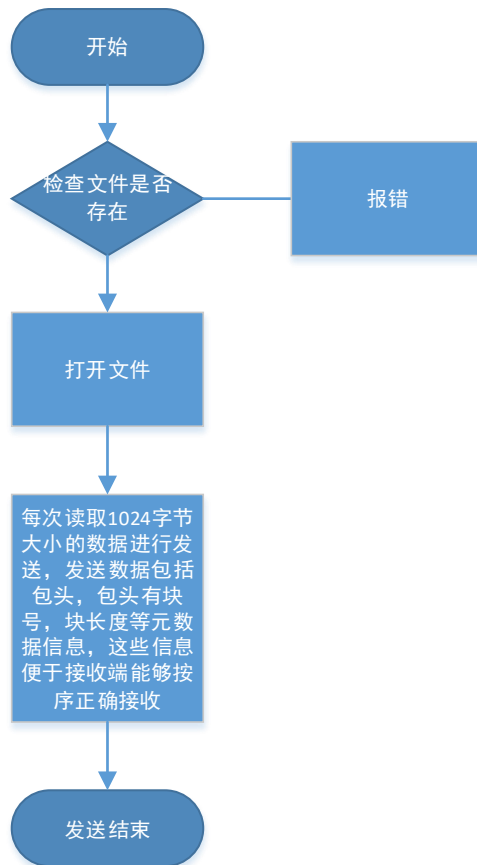 开始
检查文件是否
存在
报错
打开文件
每次读取1024字节
大小的数据进行发
送，发送数据包括
包头，包头有块
号，块长度等元数
据信息，这些信息
便于接收端能够按
序正确接收
发送结束